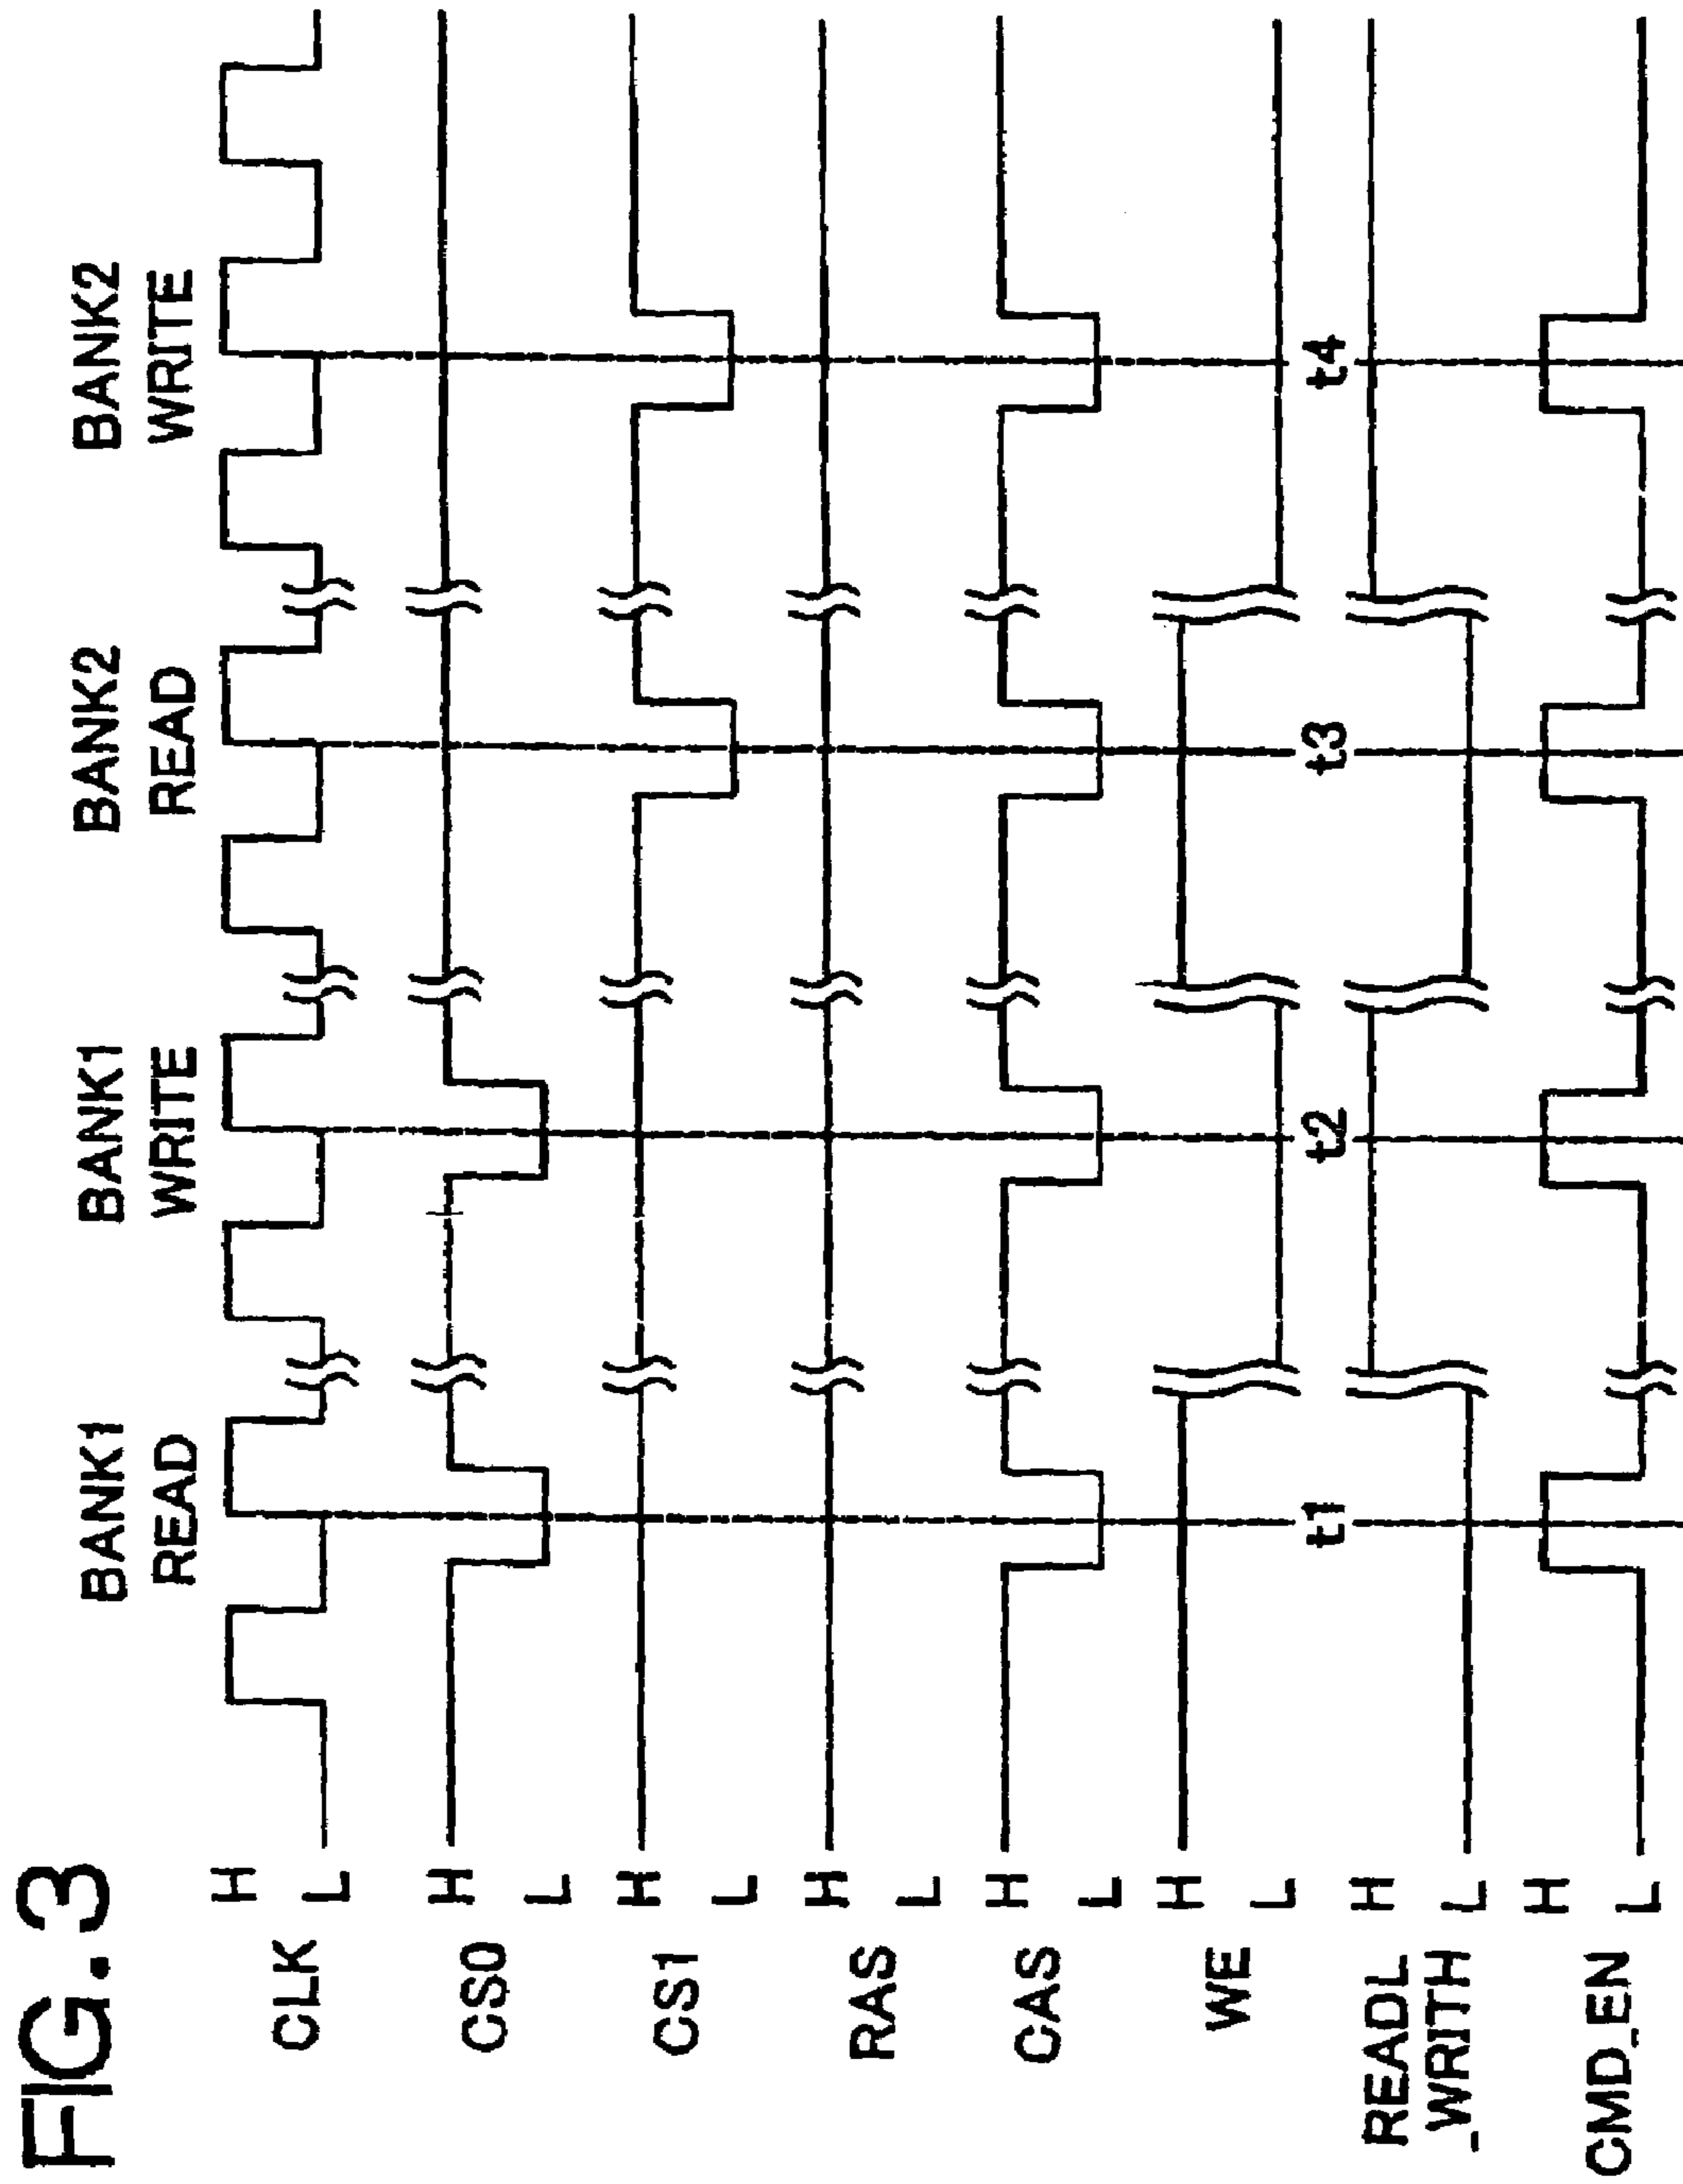 FIG. 3
BANK1 READ
BANK1 WRITE
BANK2 READ
BANK2 WRITE
CLK
H
L
CS0
H
L
CS1
H
L
RAS
H
L
CAS
H
L
WE
H
L
t1 t2 t3 t4
READL
_WRITH
H
L
CMD_EN
H
L